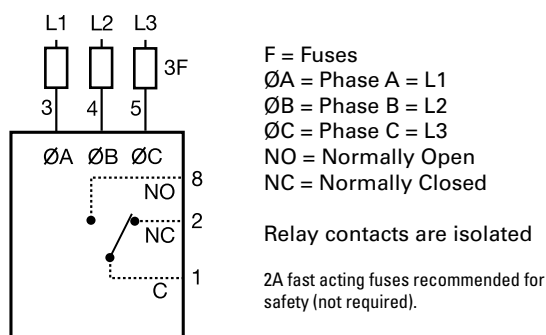 L1 L2 L3
3F
3 4 5
ØA ØB ØC
8
NO
2
NC
1
C
F = Fuses
ØA = Phase A = L1
ØB = Phase B = L2
ØC = Phase C = L3
NO = Normally Open
NC = Normally Closed
Relay contacts are isolated
2A fast acting fuses recommended for
safety (not required).